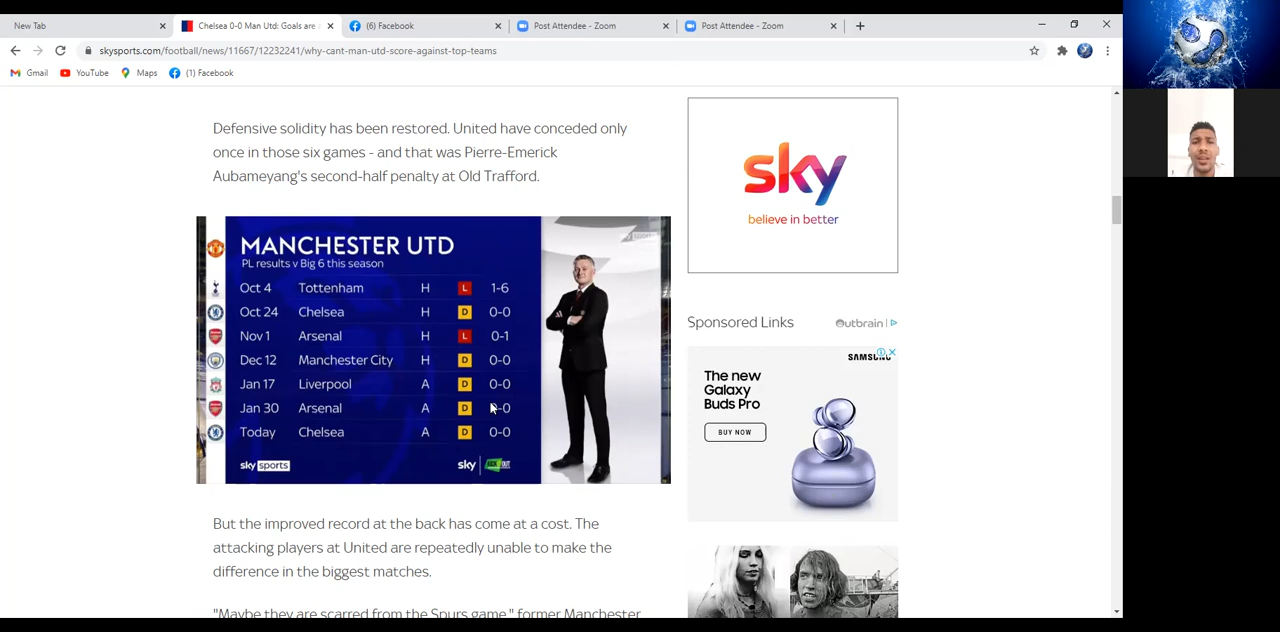 New Tab
Chelsea 0-0 Man Utd: Goals are
(6) Facebook
Post Attendee - Zoom
Post Attendee - Zoom
skysports.com/football/news/11667/12232241/why-cant-man-utd-score-against-top-teams
Gmail YouTube Maps (1) Facebook
Defensive solidity has been restored. United have conceded only
once in those six games - and that was Pierre-Emerick
Aubameyang's second-half penalty at Old Trafford.
MANCHESTER UTD
PL results v Big 6 this season
Oct 4 Tottenham H L 1-6
Oct 24 Chelsea H D 0-0
Nov 1 Arsenal H L 0-1
Dec 12 Manchester City H D 0-0
Jan 17 Liverpool A D 0-0
Jan 30 Arsenal A D -0
Today Chelsea A D 0-0
sky sports
sky
But the improved record at the back has come at a cost. The
attacking players at United are repeatedly unable to make the
difference in the biggest matches.
"Maybe they are scarred from the Spurs game," former Manchester
sky
believe in better
Sponsored Links
Outbrain
SAMSUNG
The new
Galaxy
Buds Pro
BUY NOW